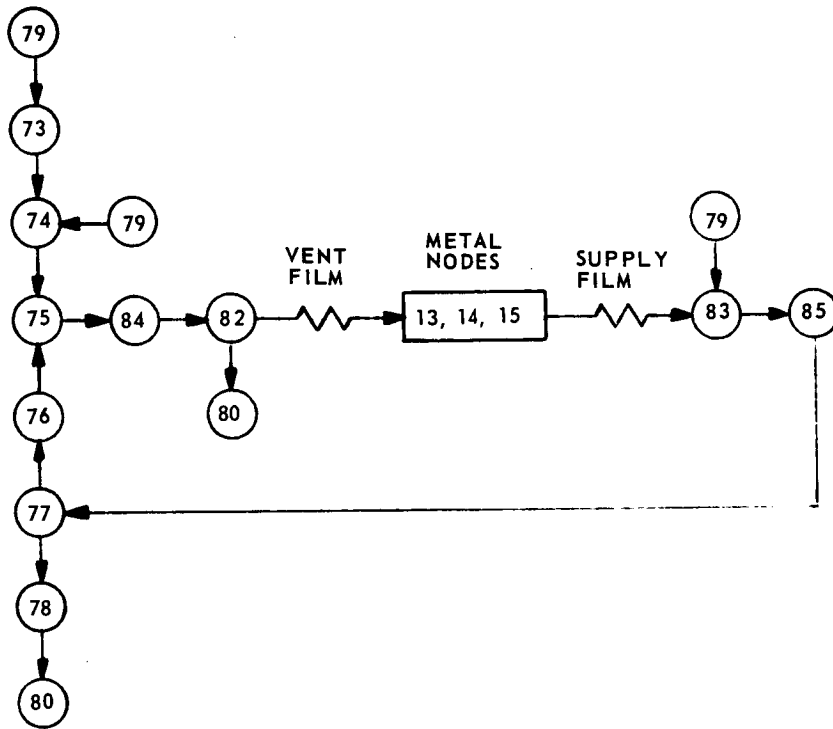 79
73
74
79
VENT
FILM
METAL
NODES
SUPPLY
FILM
79
75
84
82
13, 14, 15
83
85
76
80
77
78
80